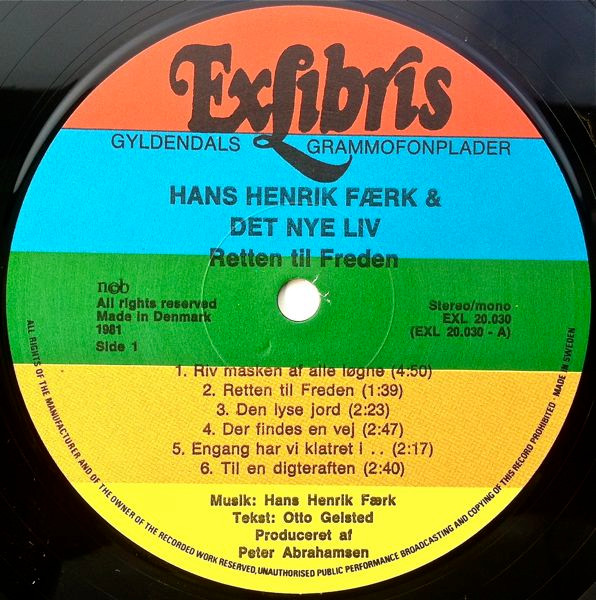 ExLibris
GYLDENDALS GRAMMOFONPLADER
HANS HENRIK FÆRK &
DET NYE LIV
Retten til Freden
ncb
All rights reserved
Made in Denmark
1981
Side 1
Stereo/mono
EXL 20.030
(EXL 20.030 - A)
1. Riv masken af alle løgne (4:50)
2. Retten til Freden (1:39)
3. Den lyse jord (2:23)
4. Der findes en vej (2:47)
5. Engang har vi klatret i . . (2:17)
6. Til en digteraften (2:40)
Musik: Hans Henrik Færk
Tekst: Otto Gelsted
Produceret af
Peter Abrahamsen
ALL RIGHTS OF THE MANUFACTURER AND OF THE OWNER OF THE RECORDED WORK RESERVED, UNAUTHORISED PUBLIC PERFORMANCE BROADCASTING AND COPYING OF THIS RECORD PROHIBITED · MADE IN SWEDEN